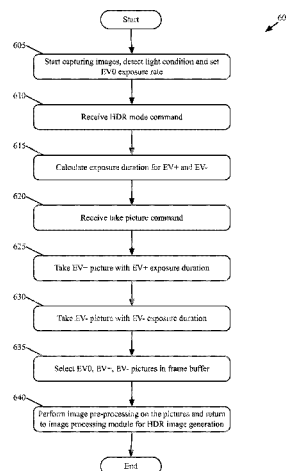 Start
60
605
Start capturing images, detect light condition and set
EV0 exposure rate
610
Receive HDR mode command
615
Calculate exposure duration for EV+ and EV-
620
Receive take picture command
625
Take EV+ picture with EV+ exposure duration
630
Take EV- picture with EV- exposure duration
635
Select EV0, EV+, EV- pictures in frame buffer
640
Perform image pre-processing on the pictures and return
to image processing module for HDR image generation
End